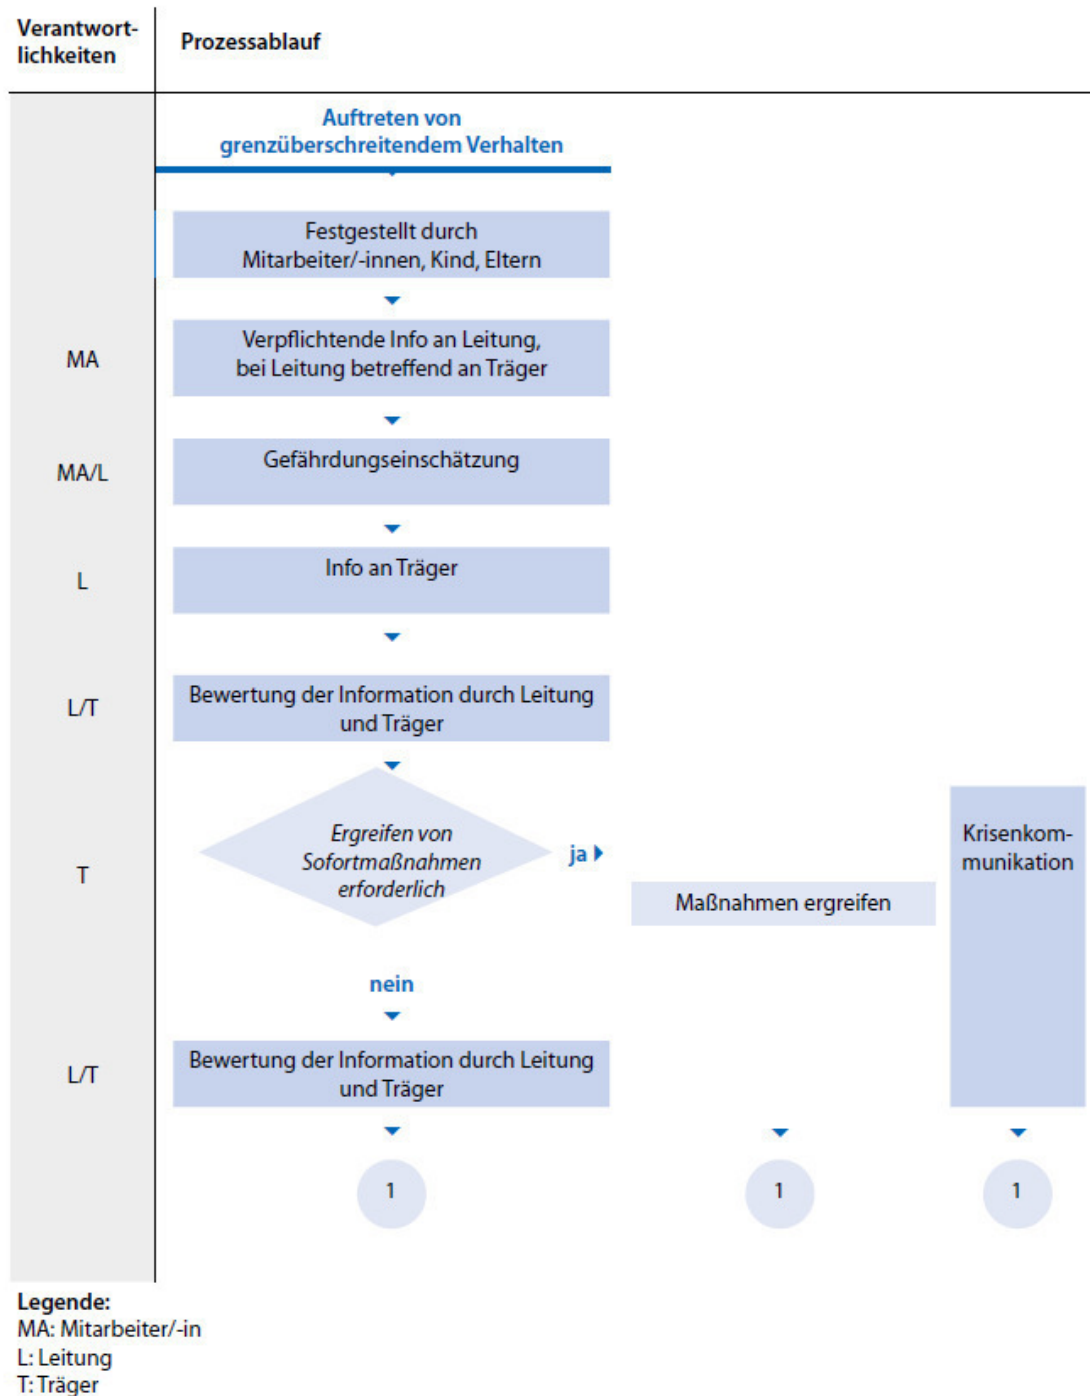 Verantwort-
lichkeiten
Prozessablauf
Auftreten von
grenzüberschreitendem Verhalten
Festgestellt durch
Mitarbeiter/-innen, Kind, Eltern
MA
Verpflichtende Info an Leitung,
bei Leitung betreffend an Träger
MA/L
Gefährdungseinschätzung
L
Info an Träger
L/T
Bewertung der Information durch Leitung
und Träger
T
Ergreifen von
Sofortmaßnahmen
erforderlich
ja
Maßnahmen ergreifen
Krisenkom-
munikation
nein
L/T
Bewertung der Information durch Leitung
und Träger
1
1
1
Legende:
MA: Mitarbeiter/-in
L: Leitung
T: Träger